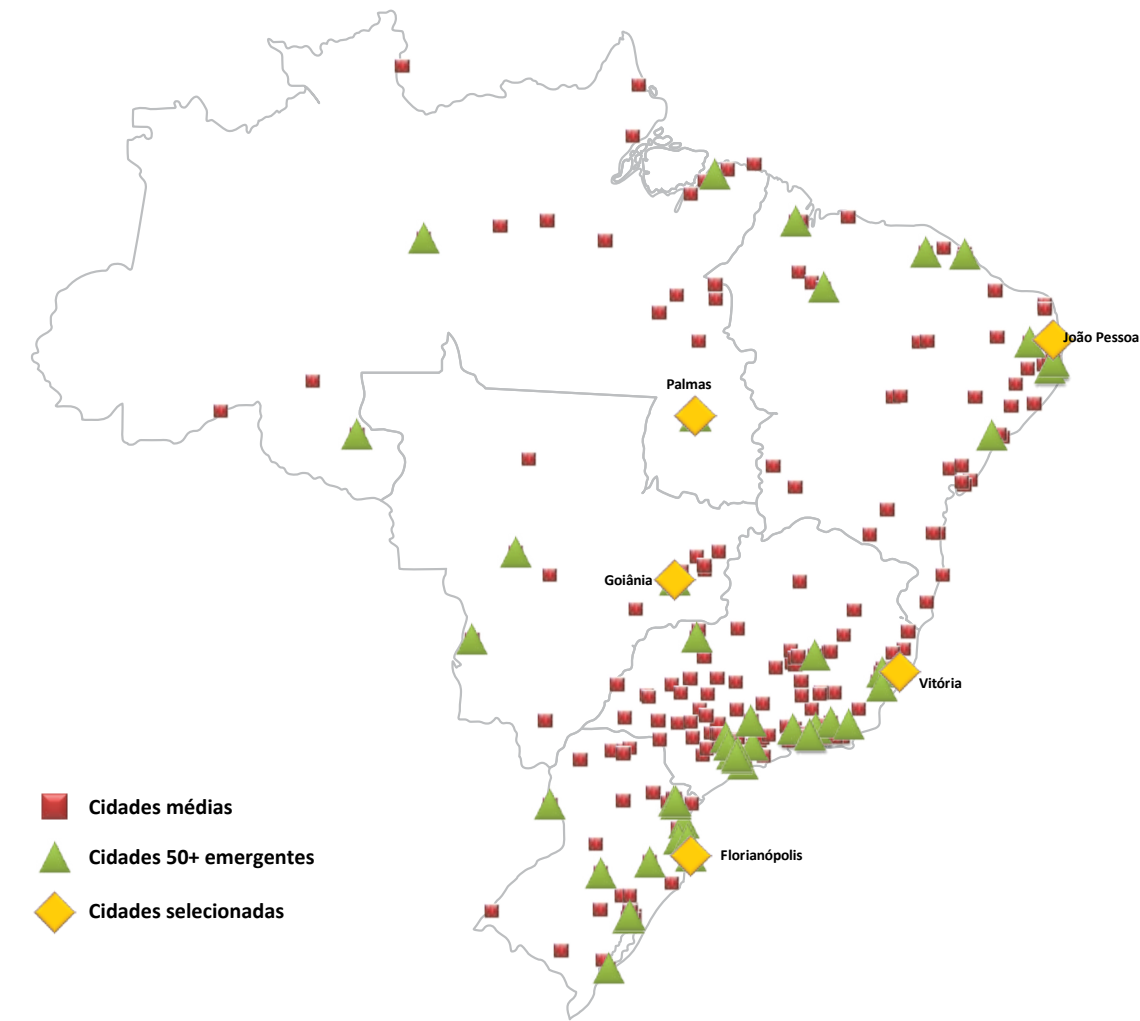 João Pessoa
Palmas
Goiânia
Vitória
Cidades médias
Cidades 50+ emergentes
Florianópolis
Cidades selecionadas